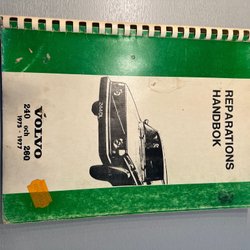 REPARATIONS
HANDBOK
VOLVO
240 och 260
1975 - 1977